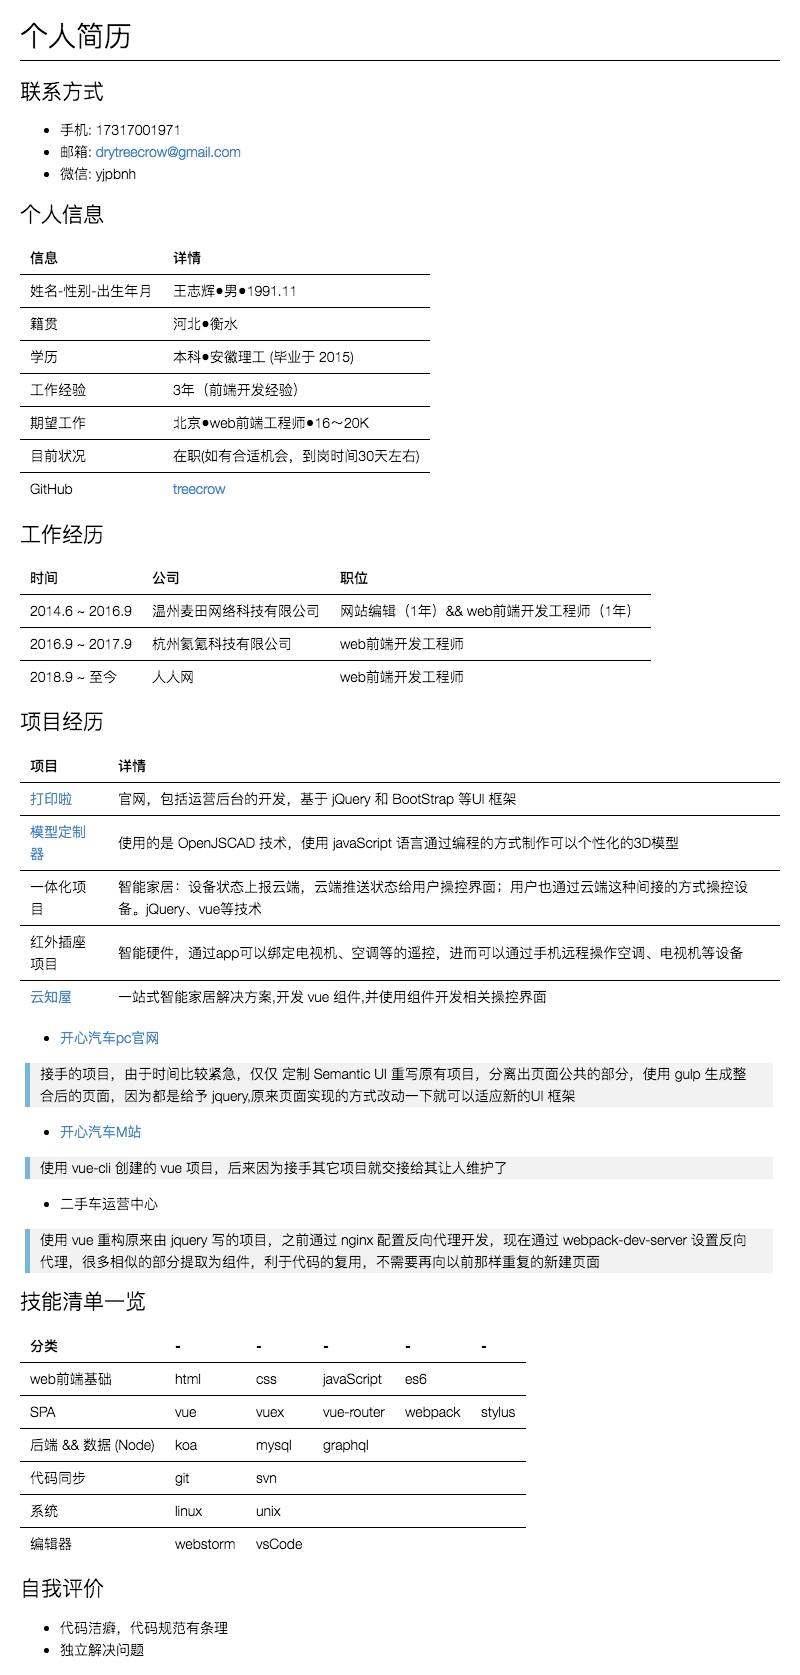 个人简历
联系方式
手机: 17317001971
邮箱: drytreecrow@gmail.com
微信: yjpbnh
个人信息
信息 详情
姓名-性别-出生年月 王志辉●男●1991.11
籍贯 河北●衡水
学历 本科●安徽理工 (毕业于 2015)
工作经验 3年（前端开发经验）
期望工作 北京●web前端工程师●16～20K
目前状况 在职(如有合适机会，到岗时间30天左右)
GitHub treecrow
工作经历
时间 公司 职位
2014.6 ~ 2016.9 温州麦田网络科技有限公司 网站编辑（1年）&& web前端开发工程师（1年）
2016.9 ~ 2017.9 杭州氦氪科技有限公司 web前端开发工程师
2018.9 ~ 至今 人人网 web前端开发工程师
项目经历
项目 详情
打印啦 官网，包括运营后台的开发，基于 jQuery 和 BootStrap 等UI 框架
模型定制
器 使用的是 OpenJSCAD 技术，使用 javaScript 语言通过编程的方式制作可以个性化的3D模型
一体化项 智能家居：设备状态上报云端，云端推送状态给用户操控界面；用户也通过云端这种间接的方式操控设
目 备。jQuery、vue等技术
红外插座
项目 智能硬件，通过app可以绑定电视机、空调等的遥控，进而可以通过手机远程操作空调、电视机等设备
云知屋 一站式智能家居解决方案,开发 vue 组件,并使用组件开发相关操控界面
开心汽车pc官网
接手的项目，由于时间比较紧急，仅仅 定制 Semantic UI 重写原有项目，分离出页面公共的部分，使用 gulp 生成整
合后的页面，因为都是给予 jquery,原来页面实现的方式改动一下就可以适应新的UI 框架
开心汽车M站
使用 vue-cli 创建的 vue 项目，后来因为接手其它项目就交接给其让人维护了
二手车运营中心
使用 vue 重构原来由 jquery 写的项目，之前通过 nginx 配置反向代理开发，现在通过 webpack-dev-server 设置反向
代理，很多相似的部分提取为组件，利于代码的复用，不需要再向以前那样重复的新建页面
技能清单一览
分类 - - - - -
web前端基础 html css javaScript es6
SPA vue vuex vue-router webpack stylus
后端 && 数据 (Node) koa mysql graphql
代码同步 git svn
系统 linux unix
编辑器 webstorm vsCode
自我评价
代码洁癖，代码规范有条理
独立解决问题